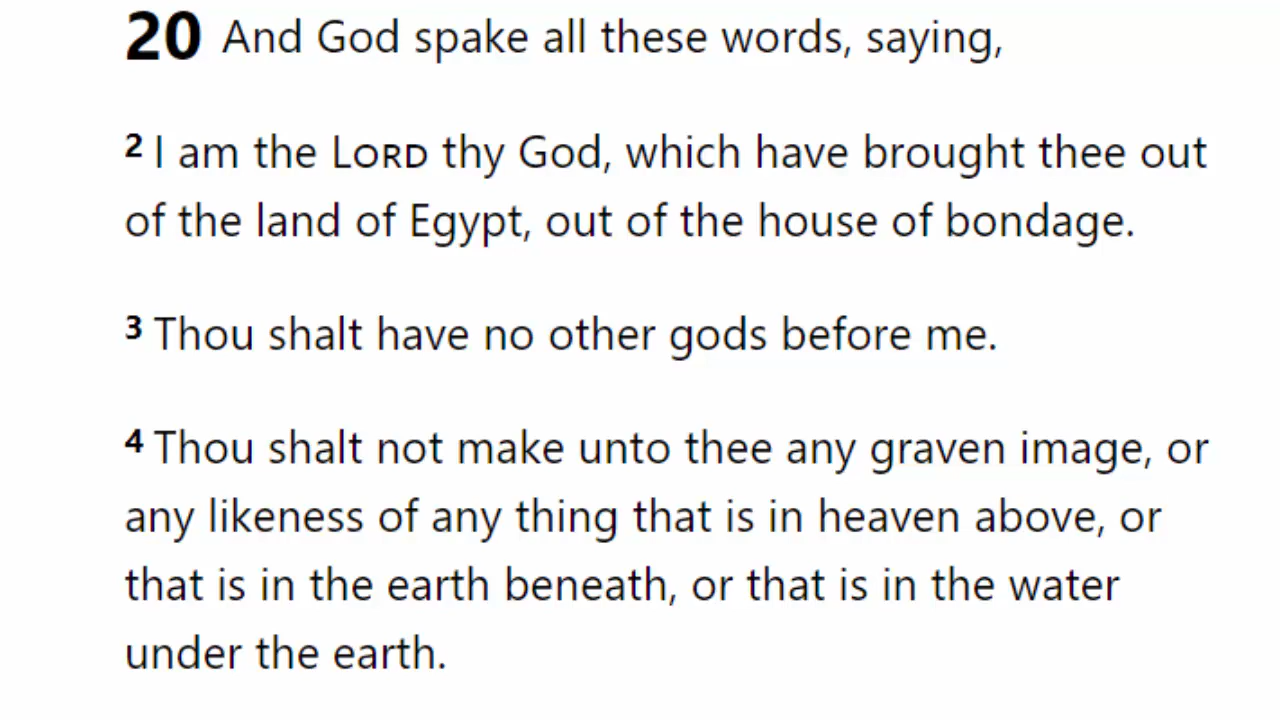 20 And God spake all these words, saying,
2 I am the LORD thy God, which have brought thee out
of the land of Egypt, out of the house of bondage.
3 Thou shalt have no other gods before me.
4 Thou shalt not make unto thee any graven image, or
any likeness of any thing that is in heaven above, or
that is in the earth beneath, or that is in the water
under the earth.